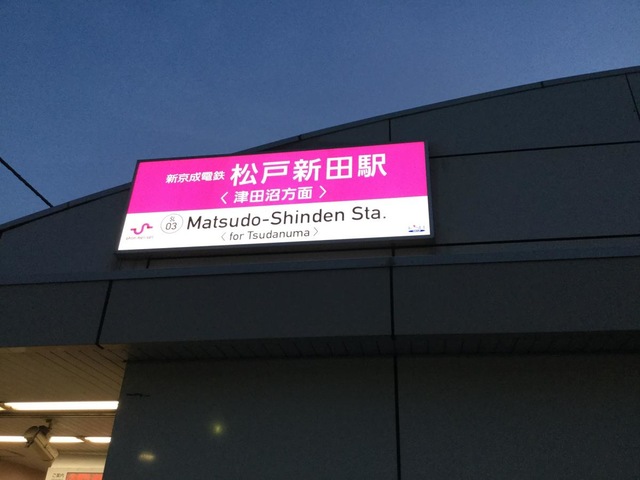 新京成電鉄 松戸新田駅
〈津田沼方面〉
SL 03 Matsudo-Shinden Sta.
〈for Tsudanuma〉